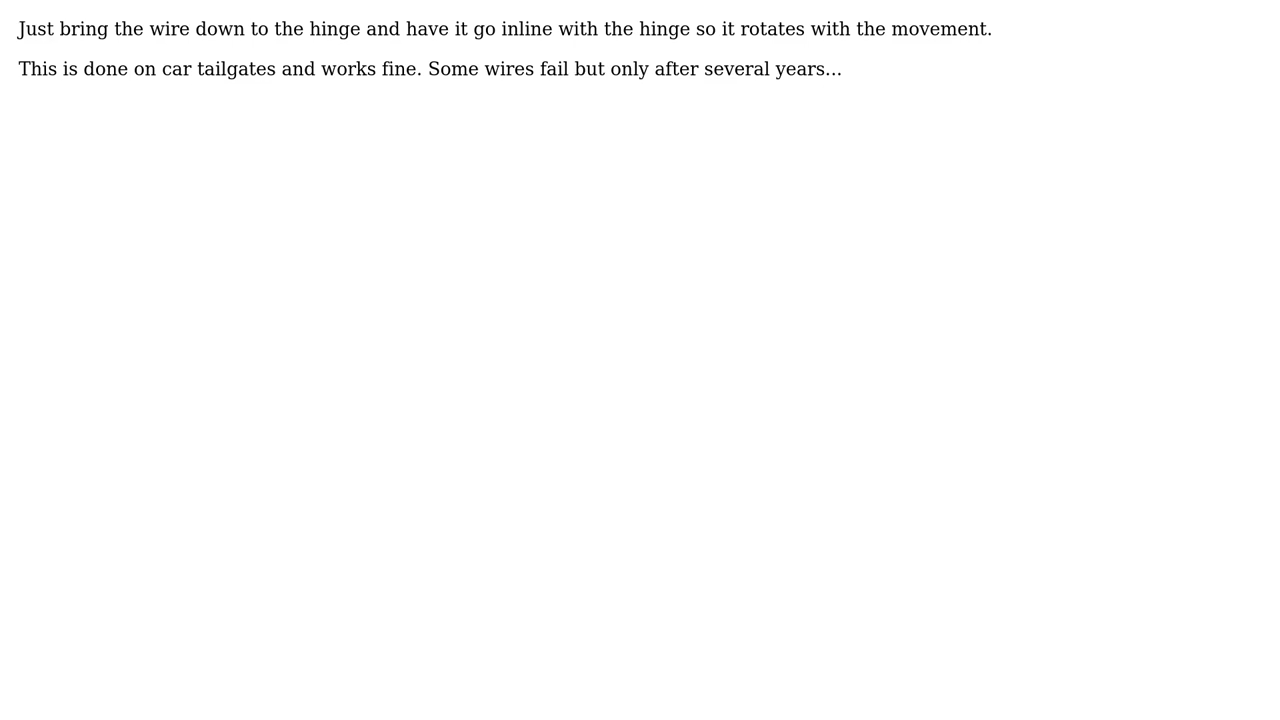 Just bring the wire down to the hinge and have it go inline with the hinge so it rotates with the movement.
This is done on car tailgates and works fine. Some wires fail but only after several years...